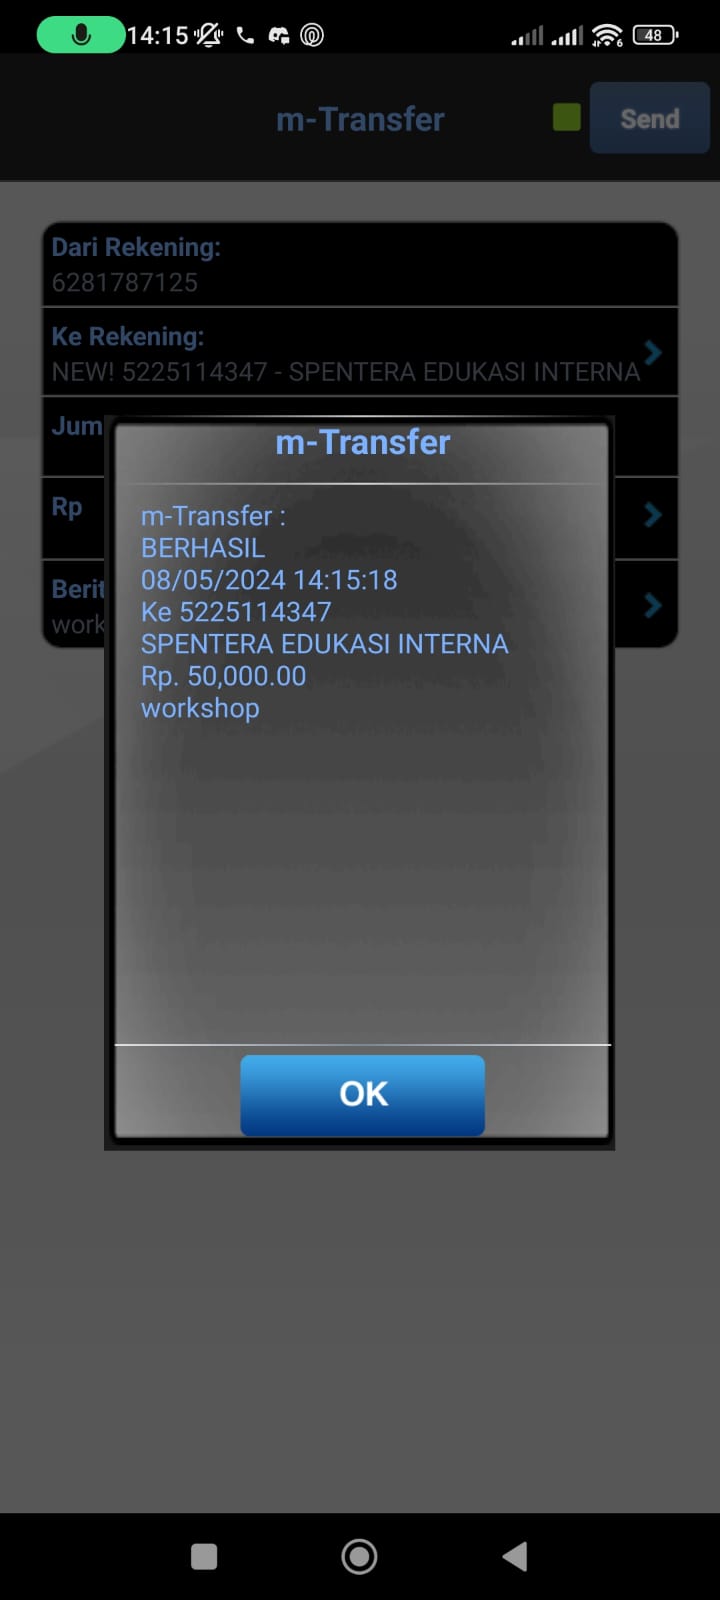 14:15
48
m-Transfer
Send
Dari Rekening:
6281787125
Ke Rekening:
NEW! 5225114347 - SPENTERA EDUKASI INTERNA
Jum
Rp
Berit
work
m-Transfer
m-Transfer :
BERHASIL
08/05/2024 14:15:18
Ke 5225114347
SPENTERA EDUKASI INTERNA
Rp. 50,000.00
workshop
OK